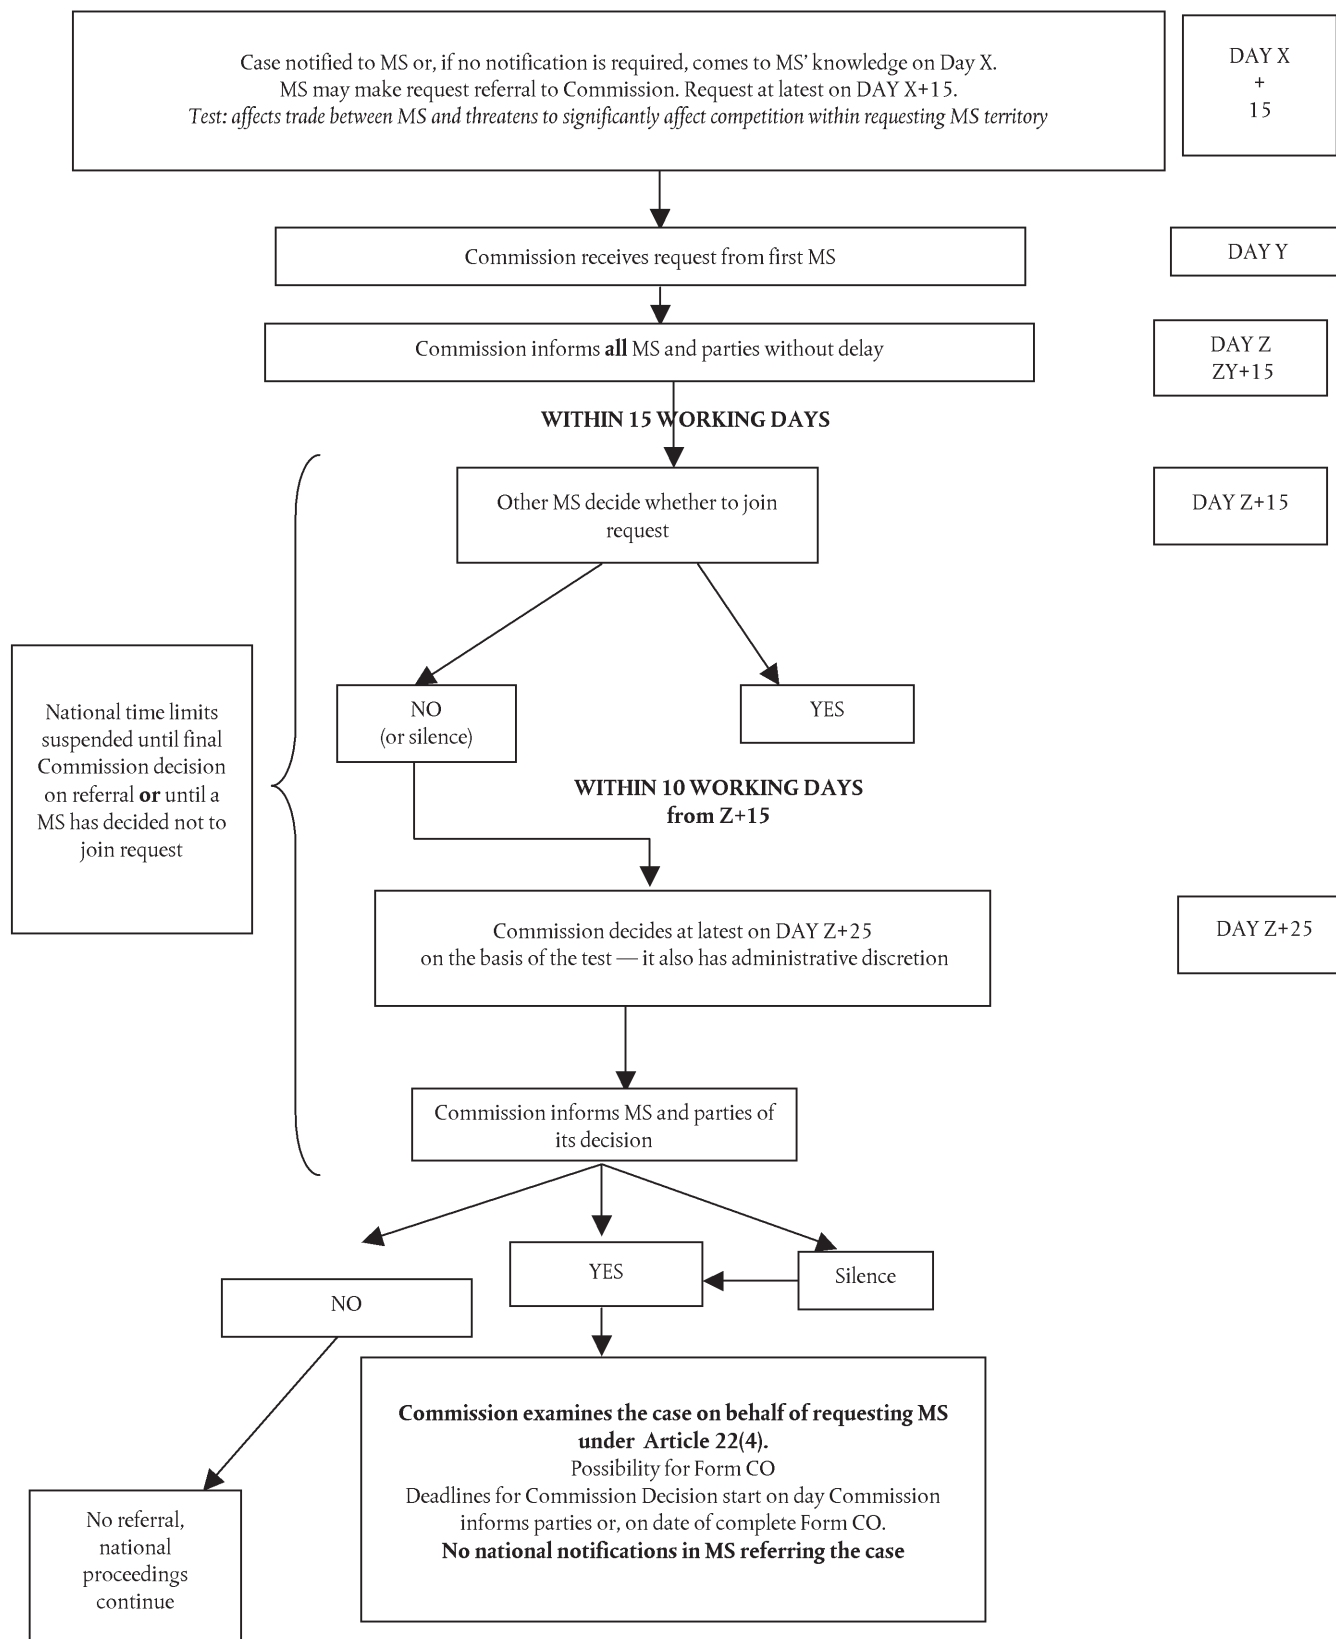 Case notified to MS or, if no notification is required, comes to MS’ knowledge on Day X.
MS may make request referral to Commission. Request at latest on DAY X+15.
Test: affects trade between MS and threatens to significantly affect competition within requesting MS territory
DAY X
+
15
Commission receives request from first MS
DAY Y
Commission informs all MS and parties without delay
DAY Z
ZY+15
WITHIN 15 WORKING DAYS
Other MS decide whether to join
request
DAY Z+15
National time limits
suspended until final
Commission decision
on referral or until a
MS has decided not to
join request
NO
(or silence)
YES
WITHIN 10 WORKING DAYS
from Z+15
Commission decides at latest on DAY Z+25
on the basis of the test — it also has administrative discretion
DAY Z+25
Commission informs MS and parties of
its decision
NO
YES
Silence
Commission examines the case on behalf of requesting MS
under Article 22(4).
Possibility for Form CO
Deadlines for Commission Decision start on day Commission
informs parties or, on date of complete Form CO.
No national notifications in MS referring the case
No referral,
national
proceedings
continue